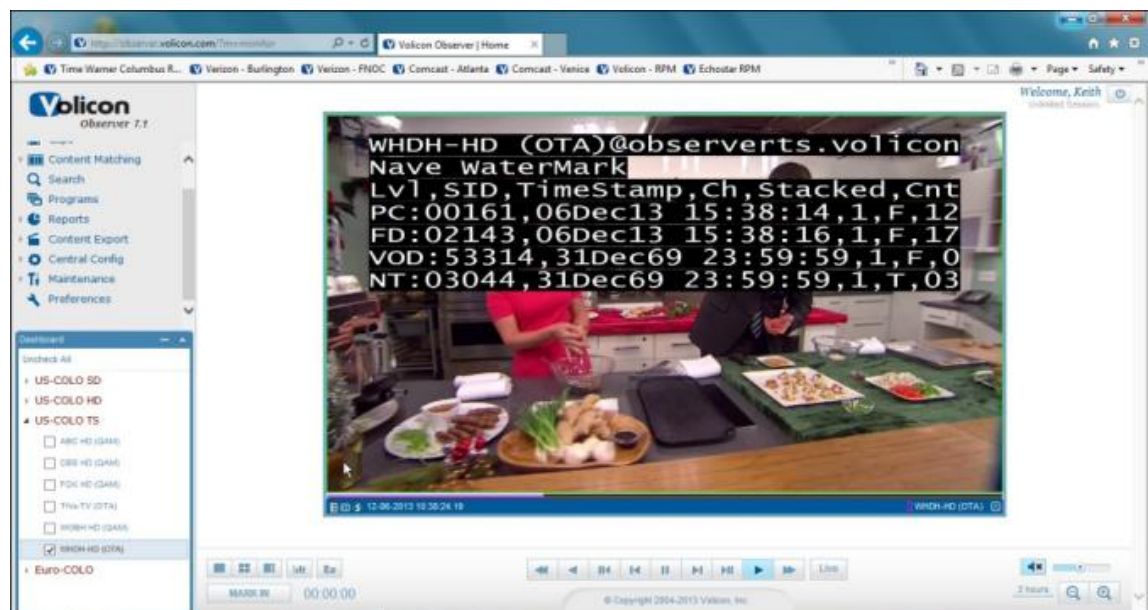 Volicon Observer | Home
Time Warner Columbus R... Verizon - Burlington Verizon - FNOC Comcast - Atlanta Comcast - Venice Volicon - RPM Echostar RPM
Page Safety
Volicon
Observer 7.1
Welcome, Keith
Content Matching
Search
Programs
Reports
Content Export
Central Config
Maintenance
Preferences
Dashboard
Uncheck All
US-COLO SD
US-COLO HD
US-COLO TS
ABC HD (QAM)
CBS HD (QAM)
FOX HD (QAM)
This TV (OTA)
WHDH-HD (OTA)
Euro-COLO
WHDH-HD (OTA)@observerts.volicon
Nave WaterMark
Lvl,SID,TimeStamp,Ch,Stacked,Cnt
PC:00161,06Dec13 15:38:14,1,F,12
FD:02143,06Dec13 15:38:16,1,F,17
VOD:53314,31Dec69 23:59:59,1,F,0
NT:03044,31Dec69 23:59:59,1,T,03
12-06-2013 10:38:24.19 WHDH-HD (OTA)
MARK IN 00:00:00
Live
2 hours
© Copyright 2004-2013 Volicon, Inc.